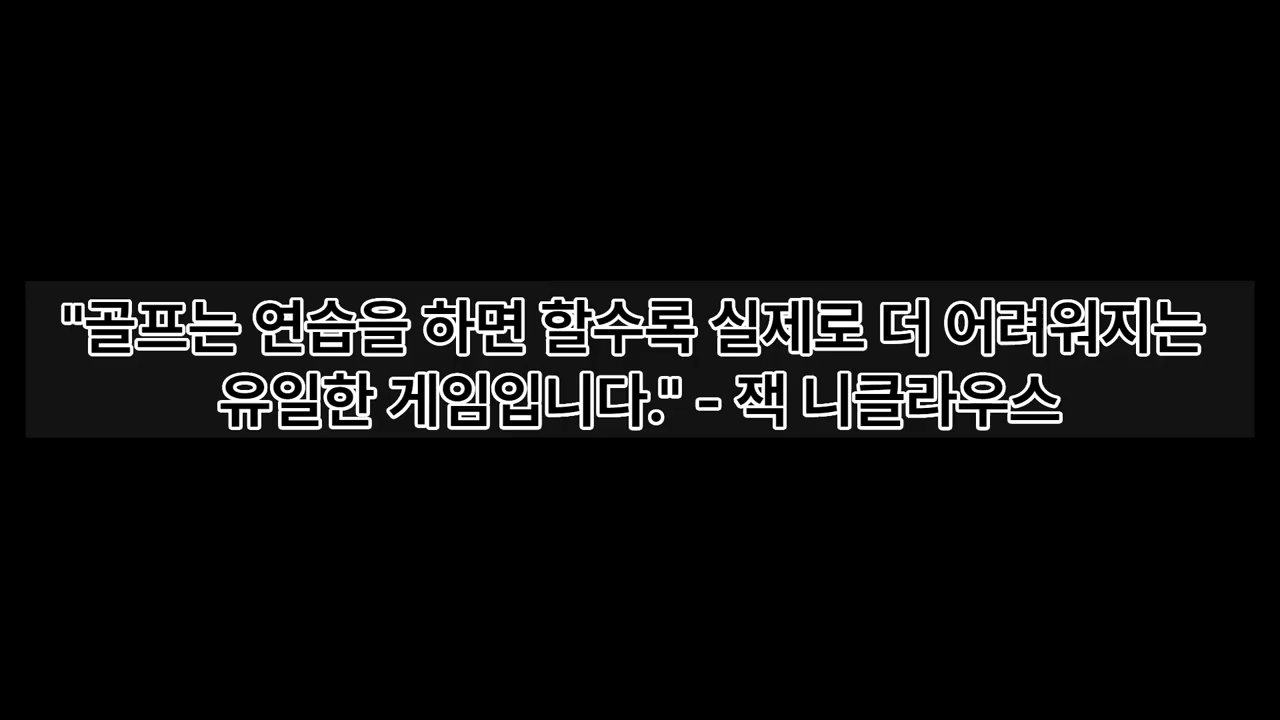 "골프는 연습을 하면 할수록 실제로 더 어려워지는
유일한 게임입니다." - 잭 니클라우스